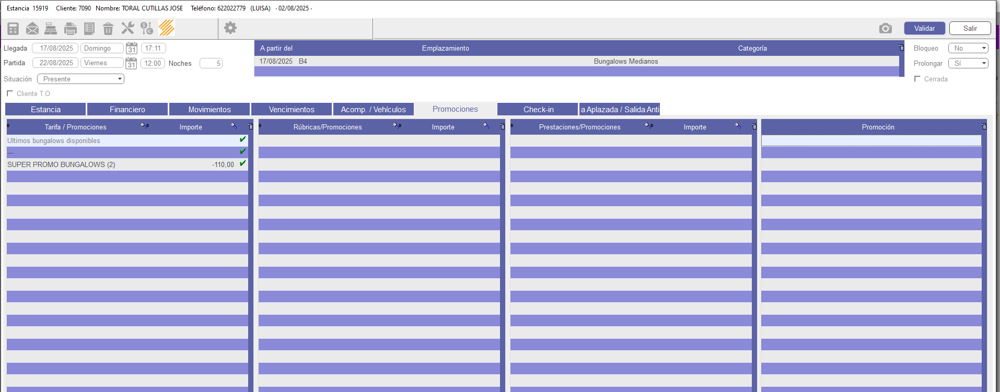 Estancia 15919 Cliente: 7090 Nombre: TORAL CUTILLAS JOSE Teléfono: 622022779 (LUISA) · 02/08/2025 ·
Validar Salir
Llegada 17/08/2025 Domingo 31 17:11
Partida 22/08/2025 Viernes 31 12:00 Noches 5
Situación Presente
Cliente T.O
A partir del Emplazamiento Categoría
17/08/2025 B4 Bungalows Medianos
Bloqueo No
Prolongar Sí
Cerrada
Estancia Financiero Movimientos Vencimientos Acomp. / Vehículos Promociones Check-in a Aplazada / Salida Anti
Tarifa / Promociones Importe Rúbricas/Promociones Importe Prestaciones/Promociones Importe Promoción
Ultimos bungalows disponibles
---
SUPER PROMO BUNGALOWS (2) -110,00